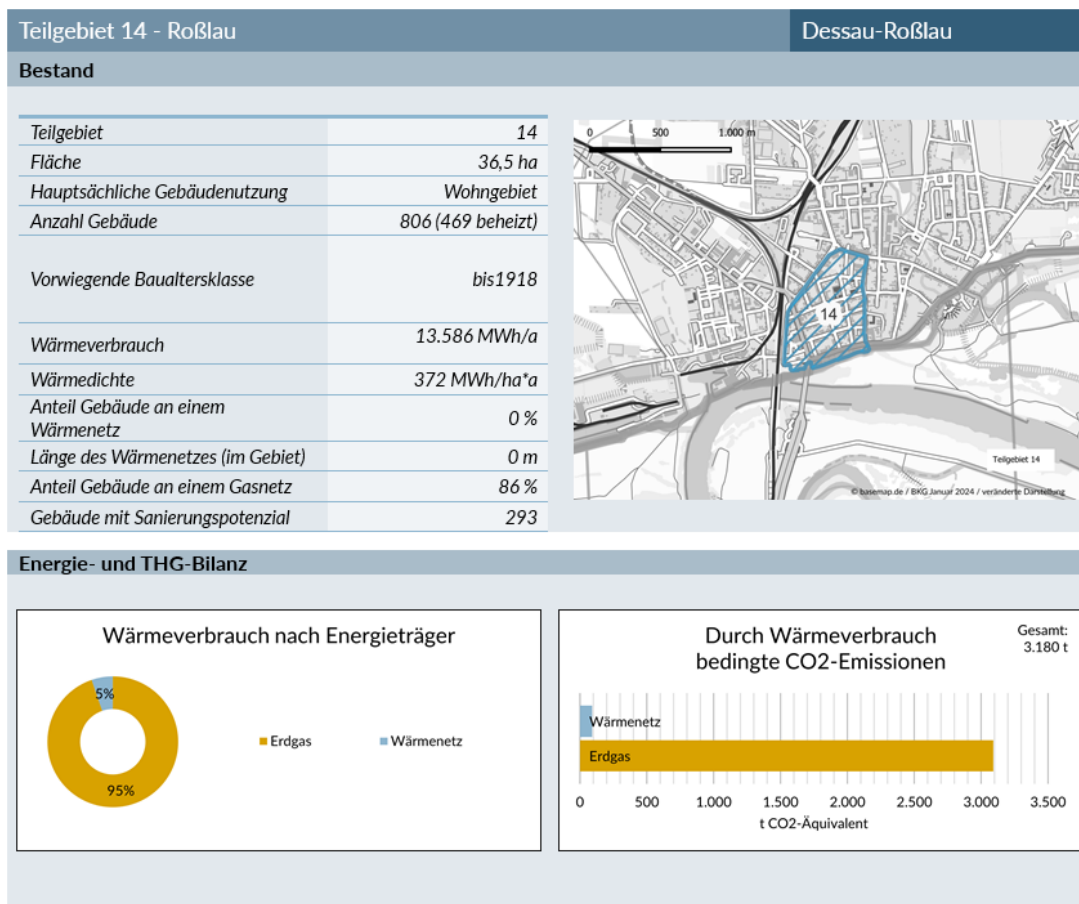 Teilgebiet 14 - Roßlau
Dessau-Roßlau
Bestand
Teilgebiet 14
Fläche 36,5 ha
Hauptsächliche Gebäudenutzung Wohngebiet
Anzahl Gebäude 806 (469 beheizt)
Vorwiegende Baualtersklasse bis1918
Wärmeverbrauch 13.586 MWh/a
Wärmedichte 372 MWh/ha*a
Anteil Gebäude an einem
Wärmenetz 0 %
Länge des Wärmenetzes (im Gebiet) 0 m
Anteil Gebäude an einem Gasnetz 86 %
Gebäude mit Sanierungspotenzial 293
0 500 1.000 m
14
Teilgebiet 14
© basemap.de / BKG Januar 2024 / veränderte Darstellung
Energie- und THG-Bilanz
Wärmeverbrauch nach Energieträger
5%
95%
Erdgas
Wärmenetz
Durch Wärmeverbrauch
bedingte CO2-Emissionen
Gesamt:
3.180 t
Wärmenetz
Erdgas
0 500 1.000 1.500 2.000 2.500 3.000 3.500
t CO2-Äquivalent